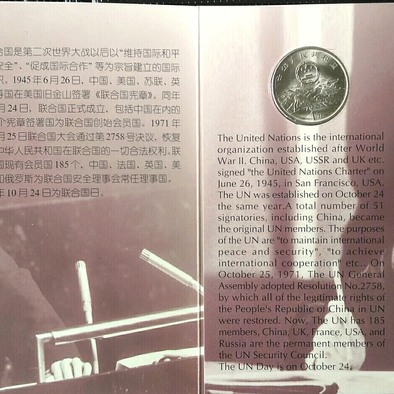 合国是第二次世界大战以后以“维持国际和平
安全”、“促成国际合作”等为宗旨建立的国际
织。1945年6月26日，中国、美国、苏联、英
等国在美国旧金山签署《联合国宪章》。同年
月24日，联合国正式成立，包括中国在内的
个宪章签署国为联合国创始会员国。1971
月25日联合国大会通过第2758号决议，恢复
中华人民共和国在联合国的一切合法权利。联
国现有会员国185个，中国、法国、英国、美
和俄罗斯为联合国安全理事会常任理事国。
年10月24日为联合国日。
The United Nations is the international
organization established after World
War II. China, USA, USSR and UK etc.
signed "the United Nations Charter" on
June 26, 1945, in San Francisco, USA.
The UN was established on October 24
the same year.A total number of 51
signatories, including China, became
the original UN members. The purposes
of the UN are "to maintain international
peace and security", "to achieve
international cooperation" etc.. On
October 25, 1971, The UN General
Assembly adopted Resolution No.2758,
by which all of the legitimate rights of
the People's Republic of China in UN
were restored. Now, The UN has 185
members, China, UK, France, USA, and
Russia are the permanent members of
the UN Security Council.
The UN Day is on October 24.